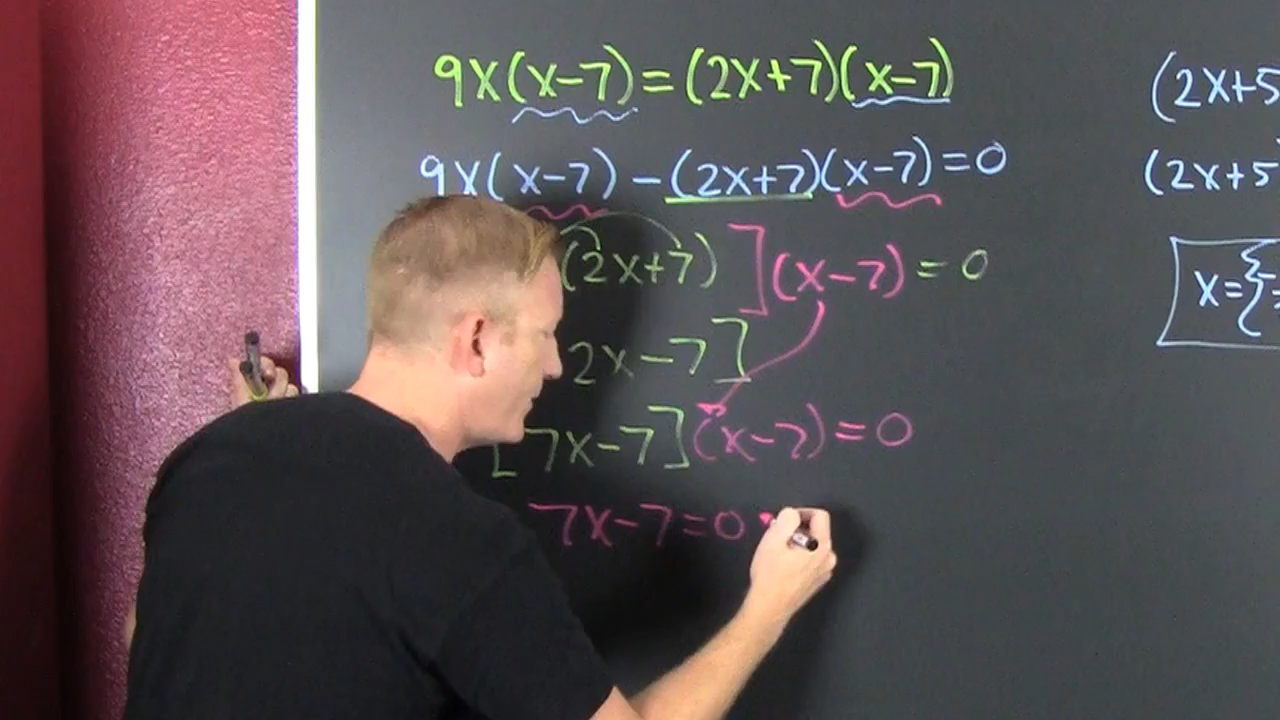 9x(x-7)=(2x+7)(x-7)
9x(x-7)-(2x+7)(x-7)=0
(2x+7)](x-7)=0
2x-7]
[7x-7](x-7)=0
7x-7=0
(2x+5
(2x+5
x={